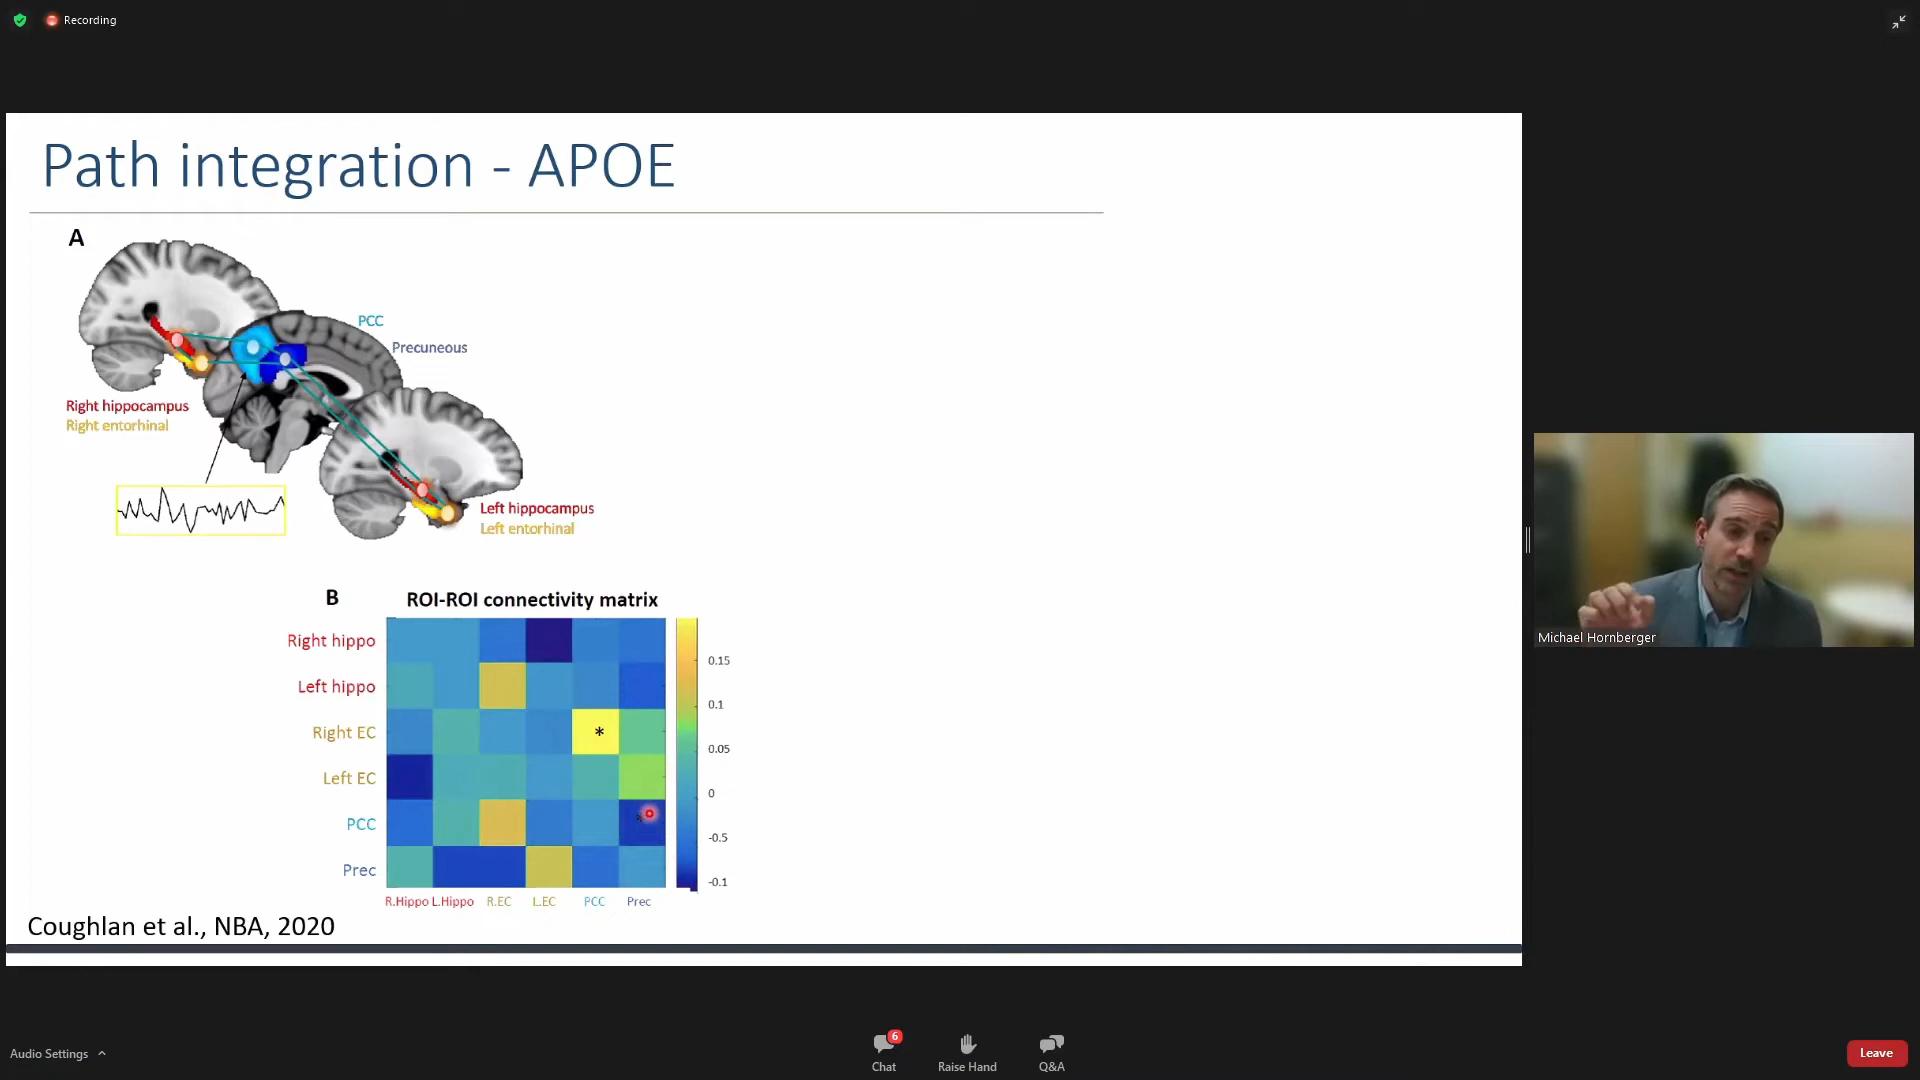 Recording
Path integration - APOE
A
PCC
Precuneous
Right hippocampus
Right entorhinal
Left hippocampus
Left entorhinal
B
ROI-ROI connectivity matrix
Right hippo
Left hippo
Right EC
Left EC
PCC
Prec
*
0.15
0.1
0.05
0
-0.5
-0.1
R.Hippo L.Hippo R.EC L.EC PCC Prec
Coughlan et al., NBA, 2020
Michael Hornberger
Audio Settings
6
Chat
Raise Hand
Q&A
Leave